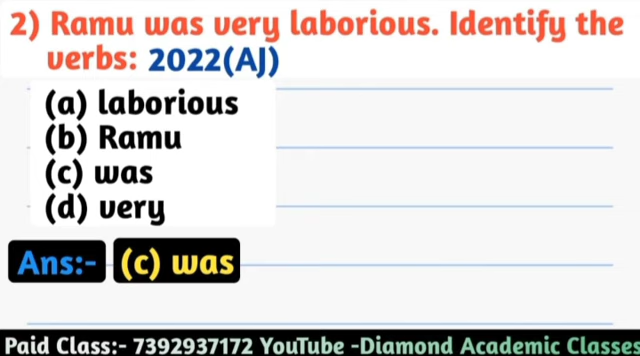 2) Ramu was very laborious. Identify the
verbs: 2022(AJ)
(a) laborious
(b) Ramu
(c) was
(d) very
Ans:- (c) was
Paid Class:- 7392937172 YouTube -Diamond Academic Classes